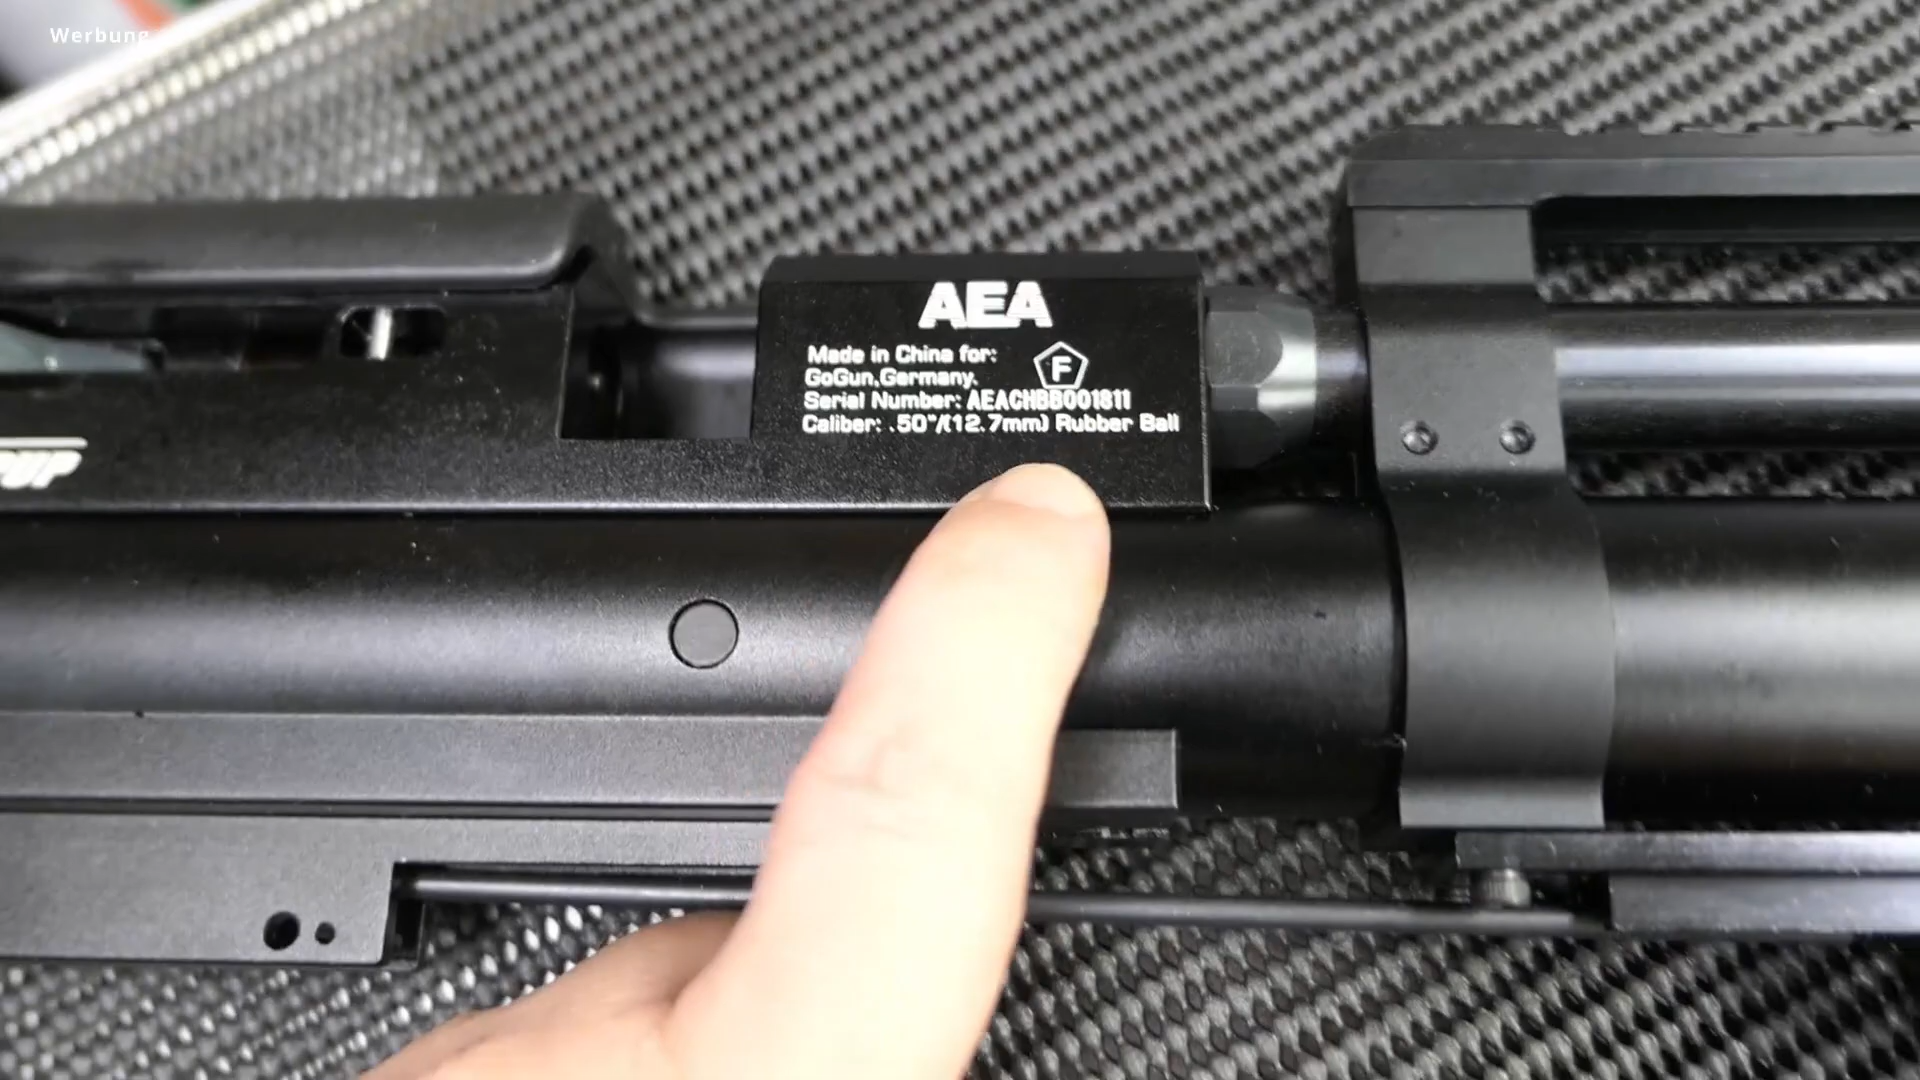 Werbung
AEA
Made in China for:
F
GoGun,Germany.
Serial Number: AEACHBB001811
Caliber: .50"/(12.7mm) Rubber Ball